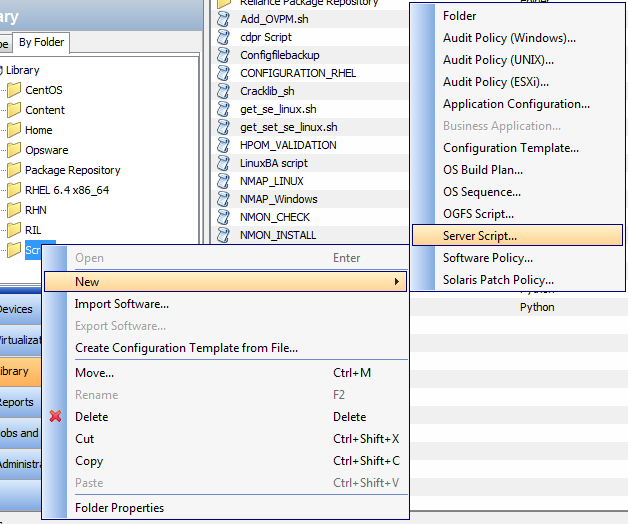 rary
pe
By Folder
Library
CentOS
Content
Home
Opsware
Package Repository
RHEL 6.4 x86_64
RHN
RIL
Scr
Devices
Virtualizat
Library
Reports
Jobs and
Administra
Reliance Package Repository
Add_OVPM.sh
cdpr Script
Configfilebackup
CONFIGURATION_RHEL
Cracklib_sh
get_se_linux.sh
get_set_se_linux.sh
HPOM_VALIDATION
LinuxBA script
NMAP_LINUX
NMAP_Windows
NMON_CHECK
NMON_INSTALL
Python
Open Enter
New
Import Software...
Export Software...
Create Configuration Template from File...
Move... Ctrl+M
Rename F2
Delete Delete
Cut Ctrl+Shift+X
Copy Ctrl+Shift+C
Paste Ctrl+Shift+V
Folder Properties
Folder
Audit Policy (Windows)...
Audit Policy (UNIX)...
Audit Policy (ESXi)...
Application Configuration...
Business Application...
Configuration Template...
OS Build Plan...
OS Sequence...
OGFS Script...
Server Script...
Software Policy...
Solaris Patch Policy...